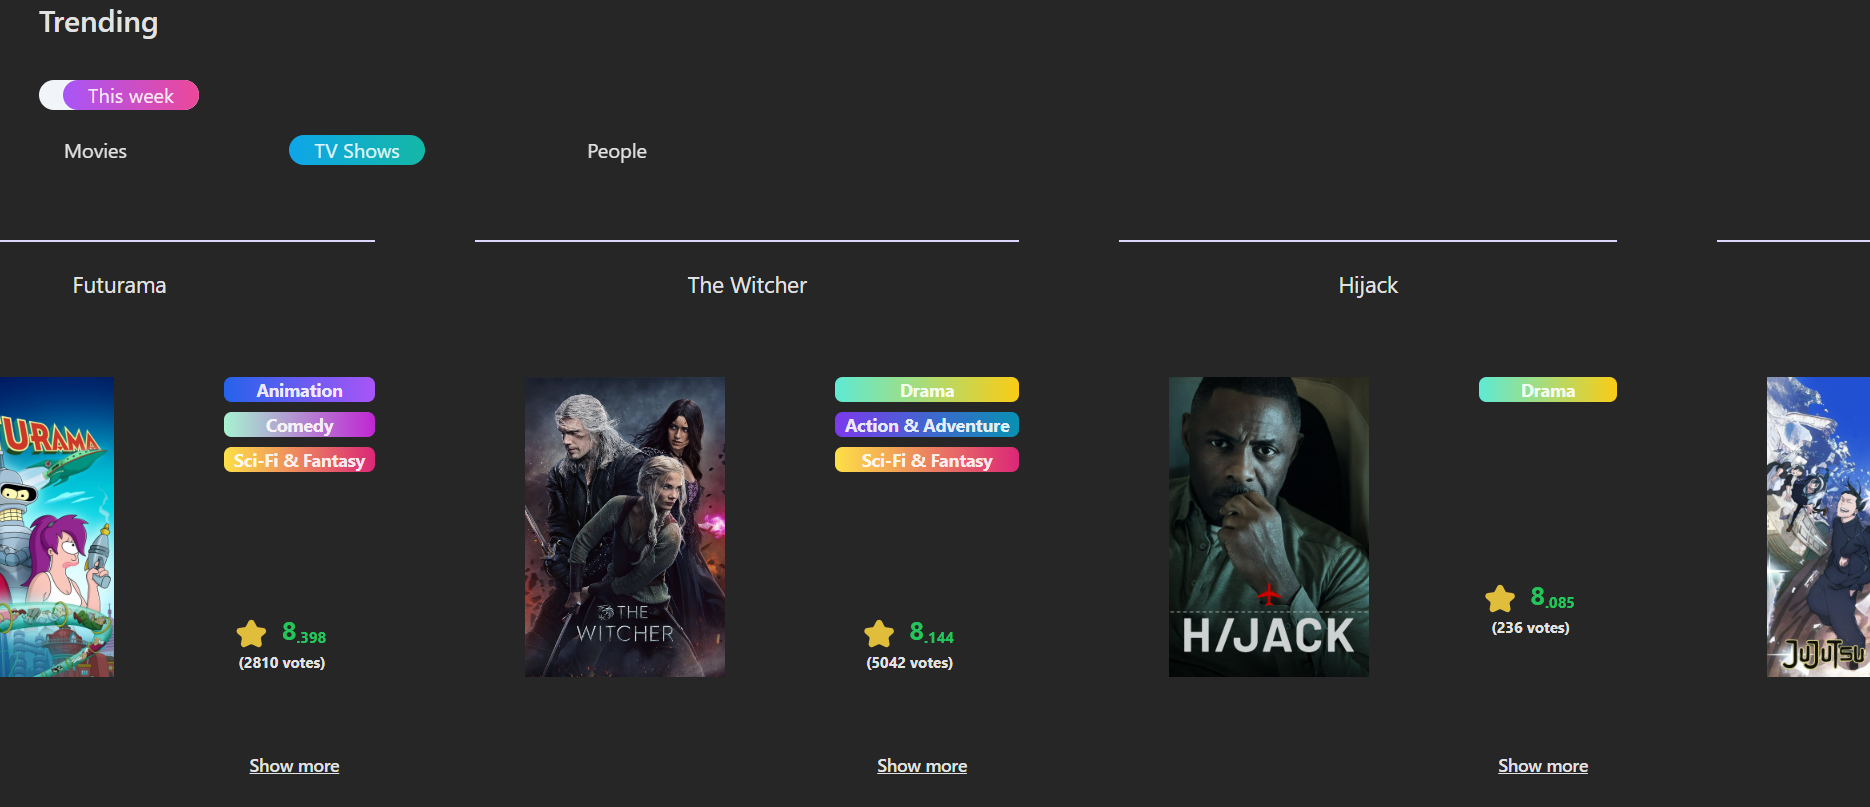 Trending
This week
Movies
TV Shows
People
Futurama
TURAMA
Animation
Comedy
Sci-Fi & Fantasy
8.398
(2810 votes)
Show more
The Witcher
THE
WITCHER
Drama
Action & Adventure
Sci-Fi & Fantasy
8.144
(5042 votes)
Show more
Hijack
H/JACK
Drama
8.085
(236 votes)
Show more
JUJUTSU